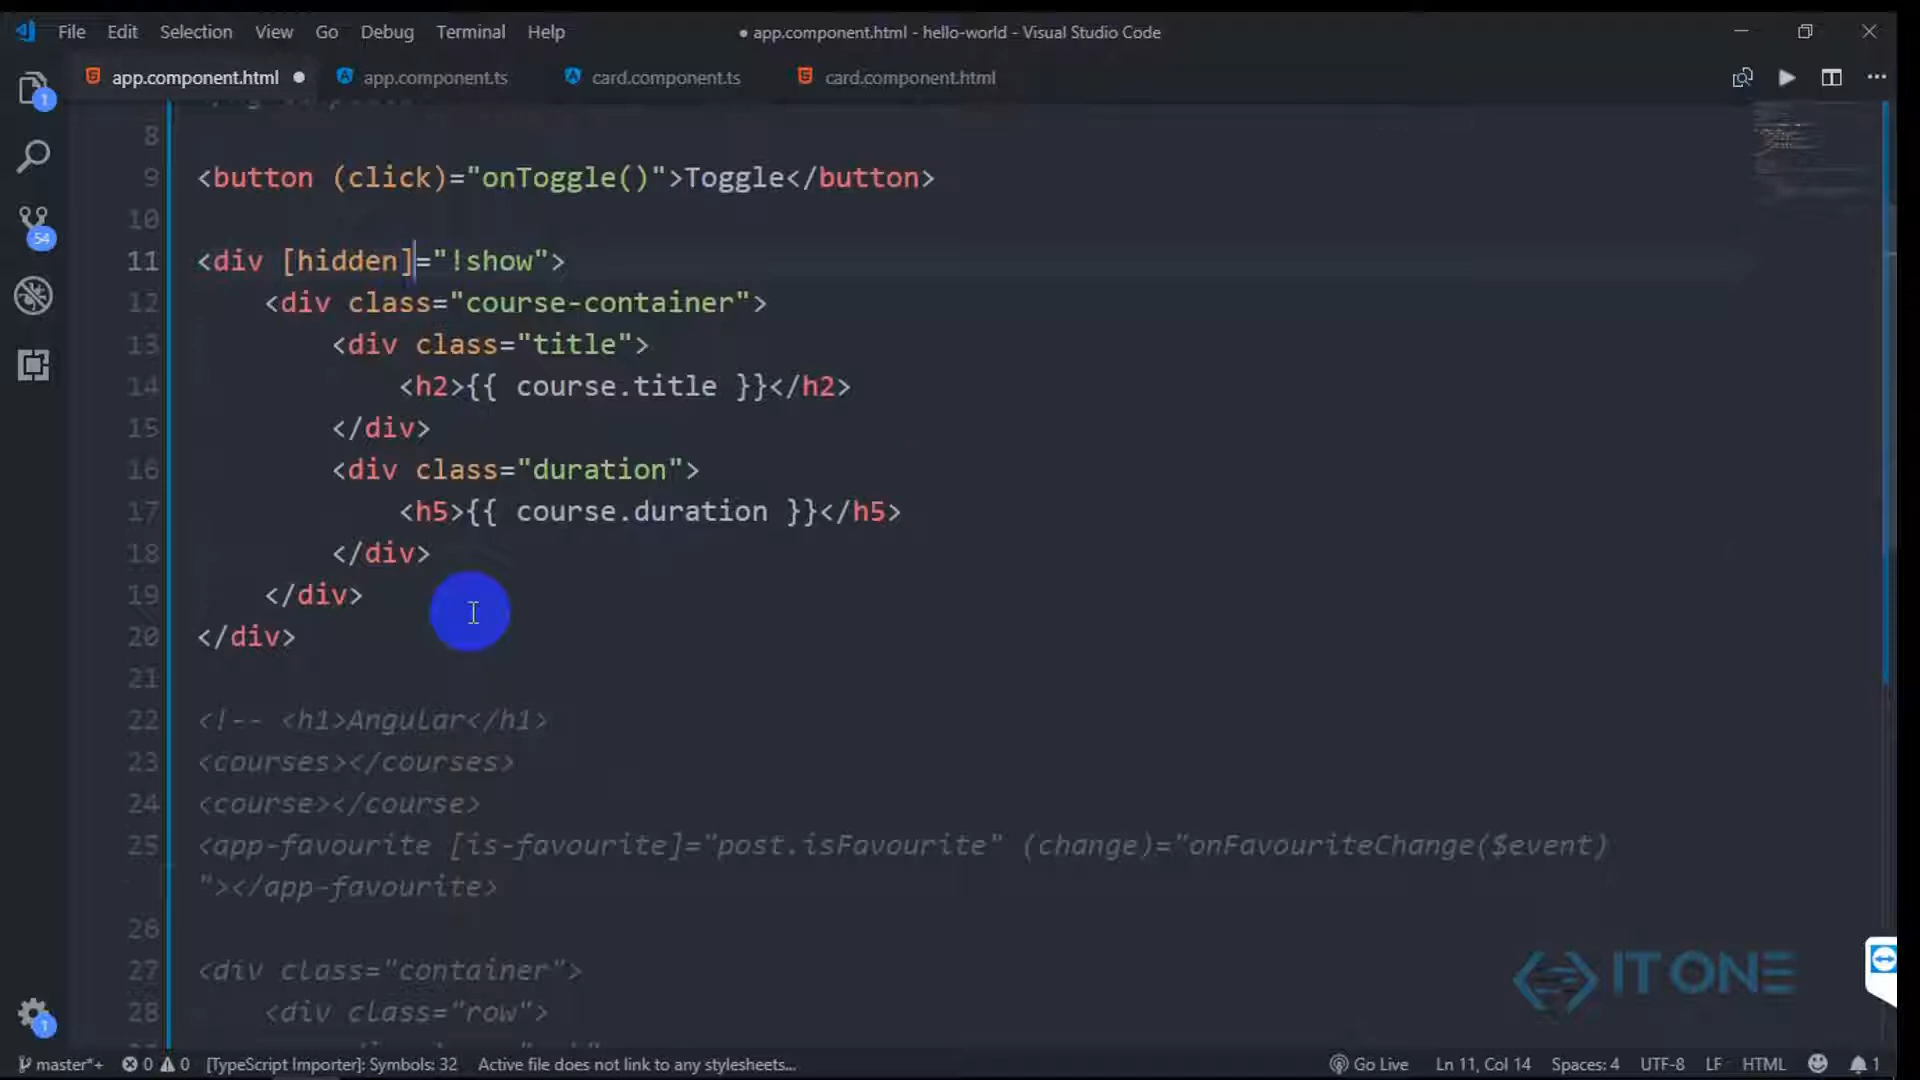 File Edit Selection View Go Debug Terminal Help
● app.component.html - hello-world - Visual Studio Code
app.component.html ● app.component.ts card.component.ts card.component.html
1
54
8
9 <button (click)="onToggle()">Toggle</button>
10
11 <div [hidden]="!show">
12 <div class="course-container">
13 <div class="title">
14 <h2>{{ course.title }}</h2>
15 </div>
16 <div class="duration">
17 <h5>{{ course.duration }}</h5>
18 </div>
19 </div>
20 </div>
21
22 <!-- <h1>Angular</h1>
23 <courses></courses>
24 <course></course>
25 <app-favourite [is-favourite]="post.isFavourite" (change)="onFavouriteChange($event)
"></app-favourite>
26
27 <div class="container">
28 <div class="row">
IT ONE
1
master*+ 0 0 [TypeScript Importer]: Symbols: 32 Active file does not link to any stylesheets... Go Live Ln 11, Col 14 Spaces: 4 UTF-8 LF HTML 1